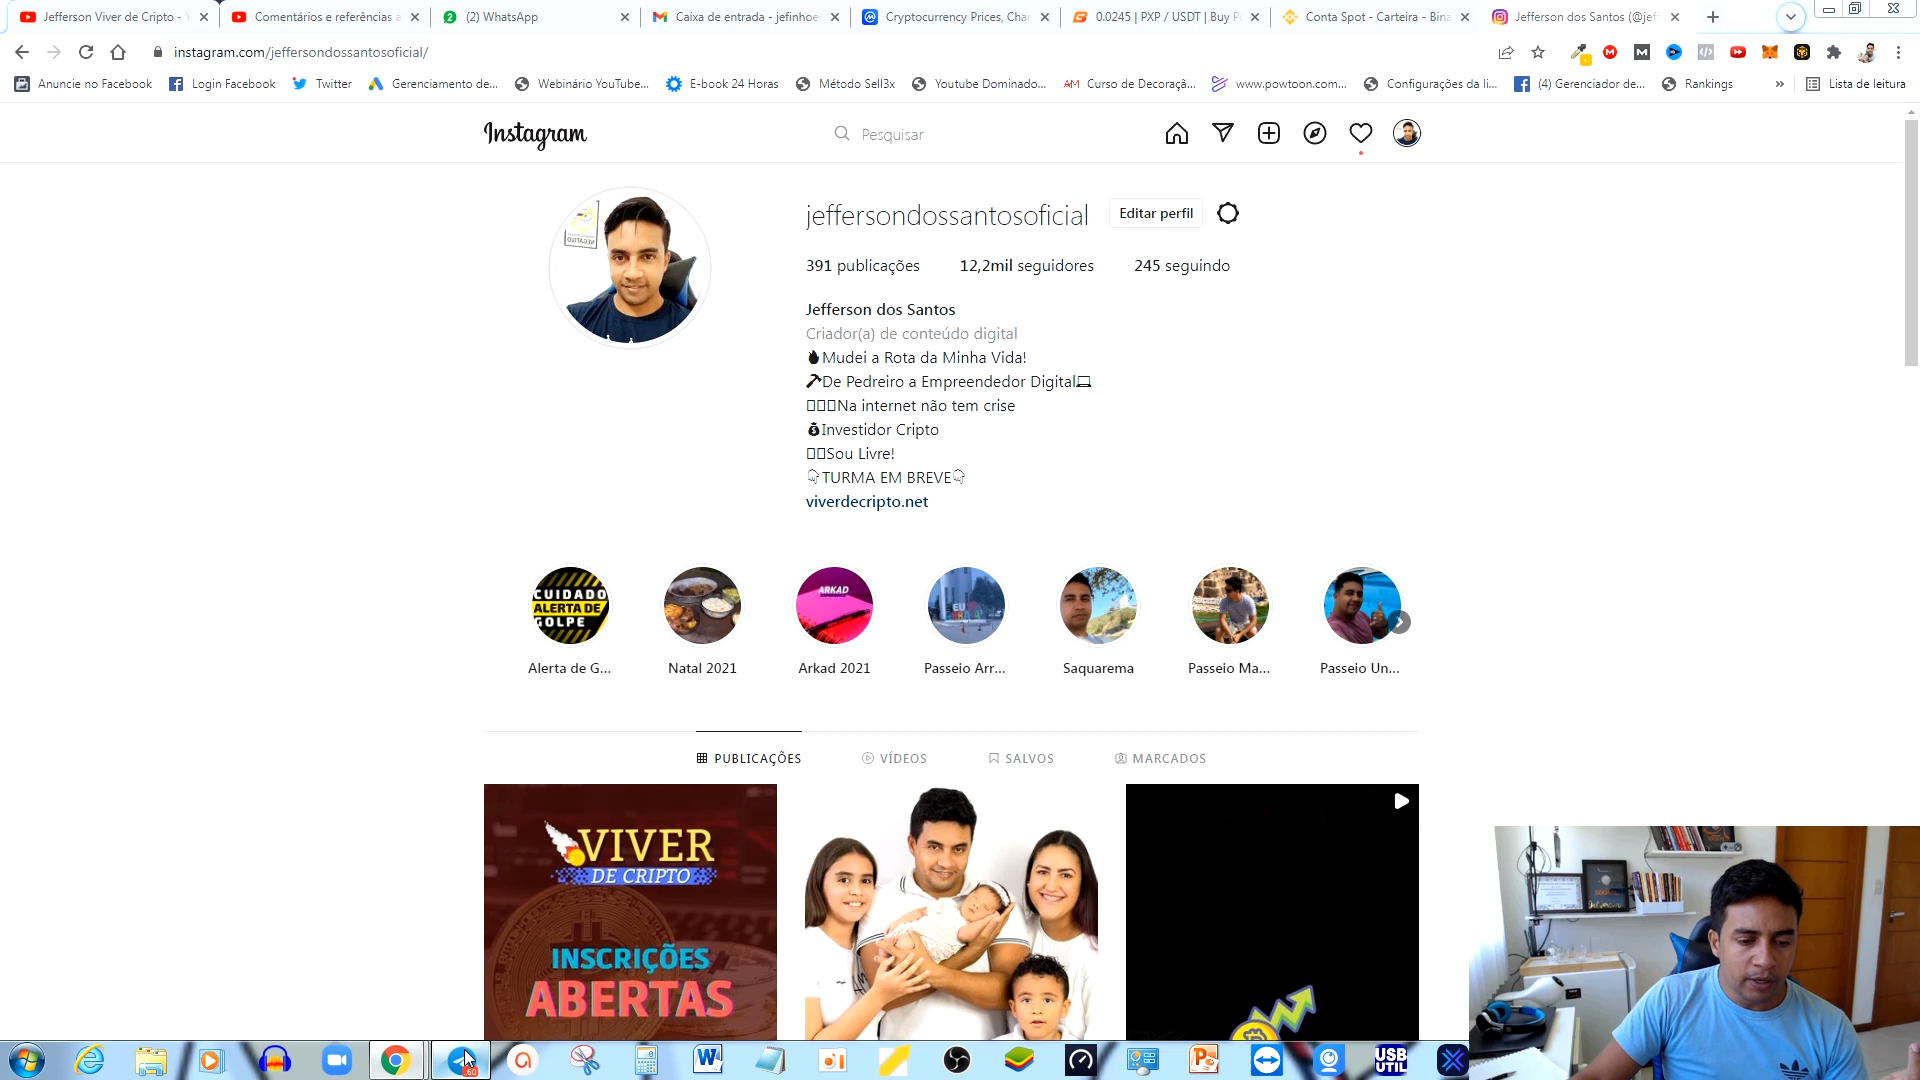 Jefferson Viver de Cripto - Y
Comentários e referências a
(2) WhatsApp
Caixa de entrada - jefinhoe
Cryptocurrency Prices, Char
0.0245 | PXP / USDT | Buy P
Conta Spot - Carteira - Bina
Jefferson dos Santos (@jeff
instagram.com/jeffersondossantosoficial/
Anuncie no Facebook
Login Facebook
Twitter
Gerenciamento de...
Webinário YouTube...
E-book 24 Horas
Método Sell3x
Youtube Dominado...
AM Curso de Decoraçã...
www.powtoon.com...
Configurações da li...
(4) Gerenciador de...
Rankings
»
Lista de leitura
Instagram
Pesquisar
jeffersondossantosoficial
Editar perfil
391 publicações
12,2mil seguidores
245 seguindo
Jefferson dos Santos
Criador(a) de conteúdo digital
Mudei a Rota da Minha Vida!
De Pedreiro a Empreendedor Digital
Na internet não tem crise
Investidor Cripto
Sou Livre!
TURMA EM BREVE
viverdecripto.net
CUIDADO
ALERTA DE
GOLPE
ARKAD
Alerta de G...
Natal 2021
Arkad 2021
Passeio Arr...
Saquarema
Passeio Ma...
Passeio Un...
PUBLICAÇÕES
VÍDEOS
SALVOS
MARCADOS
VIVER
DE CRIPTO
INSCRIÇÕES
ABERTAS
60
USB
UTIL